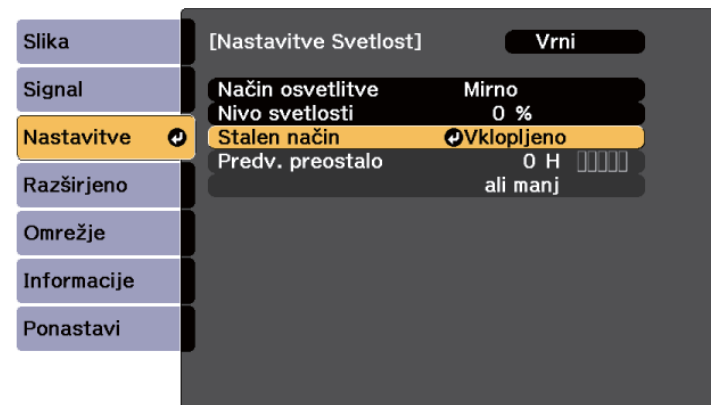 Slika
Signal
Nastavitve
Razširjeno
Omrežje
Informacije
Ponastavi
[Nastavitve Svetlost] Vrni
Način osvetlitve Mirno
Nivo svetlosti 0 %
Stalen način Vklopljeno
Predv. preostalo 0 H
ali manj